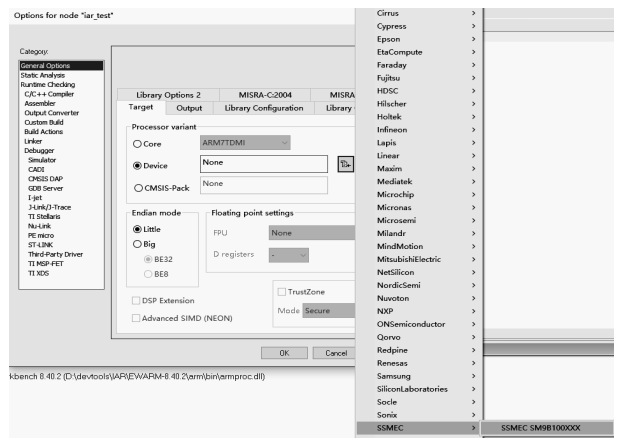 Options for node "iar_test"
Category:
General Options
Static Analysis
Runtime Checking
C/C++ Compiler
Assembler
Output Converter
Custom Build
Build Actions
Linker
Debugger
Simulator
CADI
CMSIS DAP
GDB Server
I-jet
J-Link/J-Trace
TI Stellaris
Nu-Link
PE micro
ST-LINK
Third-Party Driver
TI MSP-FET
TI XDS
Library Options 2 MISRA-C:2004 MISRA
Target Output Library Configuration Library
Processor variant
Core ARM7TDMI
Device None
CMSIS-Pack None
Endian mode
Little
Big
BE32
BE8
Floating point settings
FPU None
D registers -
DSP Extension
Advanced SIMD (NEON)
TrustZone
Mode Secure
OK Cancel
kbench 8.40.2 (D:\devtools\IAR\EWARM-8.40.2\arm\bin\armproc.dll)
Cirrus
Cypress
Epson
EtaCompute
Faraday
Fujitsu
HDSC
Hilscher
Holtek
Infineon
Lapis
Linear
Maxim
Mediatek
Microchip
Micronas
Microsemi
Milandr
MindMotion
MitsubishiElectric
NetSilicon
NordicSemi
Nuvoton
NXP
ONSemiconductor
Qorvo
Redpine
Renesas
Samsung
SiliconLaboratories
Socle
Sonix
SSMEC
SSMEC SM9B100XXX